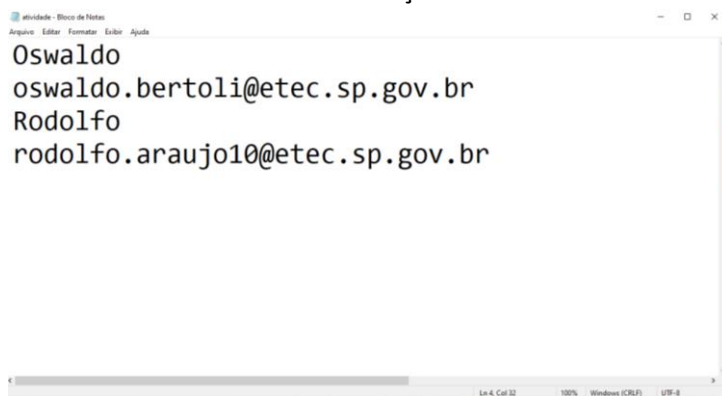 atividade - Bloco de Notas
Arquivo Editar Formatar Exibir Ajuda
Oswaldo
oswaldo.bertoli@etec.sp.gov.br
Rodolfo
rodolfo.araujo10@etec.sp.gov.br
Ln 4, Col 32 100% Windows (CRLF) UTF-8